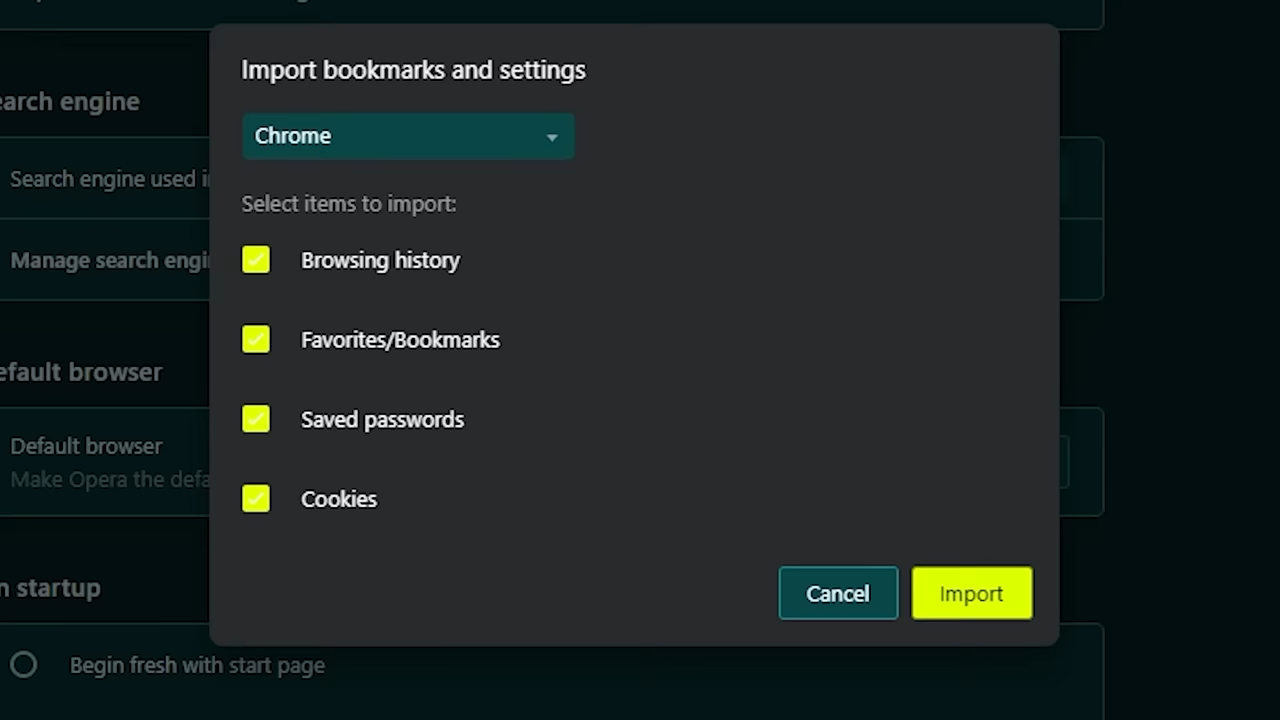 Import bookmarks and settings
Chrome
Select items to import:
Browsing history
Favorites/Bookmarks
Saved passwords
Cookies
Cancel
Import
earch engine
Search engine used i
Manage search engi
efault browser
Default browser
Make Opera the defa
n startup
Begin fresh with start page